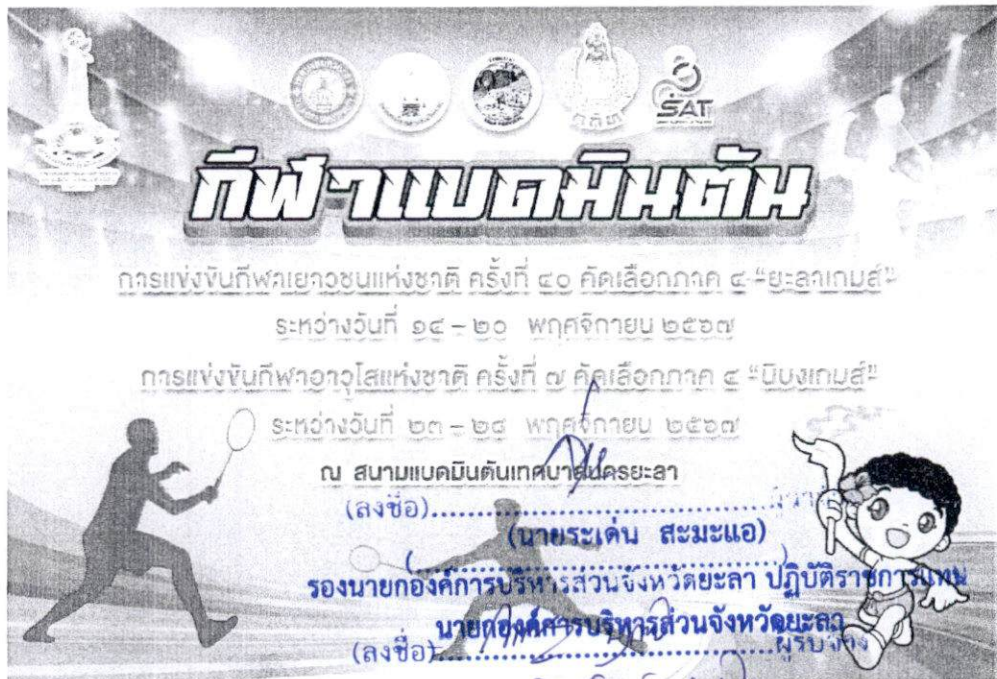 SAT
กกท
กีฬาแบดมินตัน
การแข่งขันกีฬาเยาวชนแห่งชาติ ครั้งที่ ๔๐ คัดเลือกภาค ๔ “ยะลาเกมส์”
ระหว่างวันที่ ๑๔ – ๒๐ พฤศจิกายน ๒๕๖๗
การแข่งขันกีฬาอาวุโสแห่งชาติ ครั้งที่ ๗ คัดเลือกภาค ๔ “นิบงเกมส์”
ระหว่างวันที่ ๒๓ – ๒๘ พฤศจิกายน ๒๕๖๗
ณ สนามแบดมินตันเทศบาลนครยะลา
(ลงชื่อ)
(นายระเด่น สะมะแอ)
รองนายกองค์การบริหารส่วนจังหวัดยะลา ปฏิบัติราชการแทน
นายกองค์การบริหารส่วนจังหวัดยะลา
(ลงชื่อ) ผู้รับจ้าง